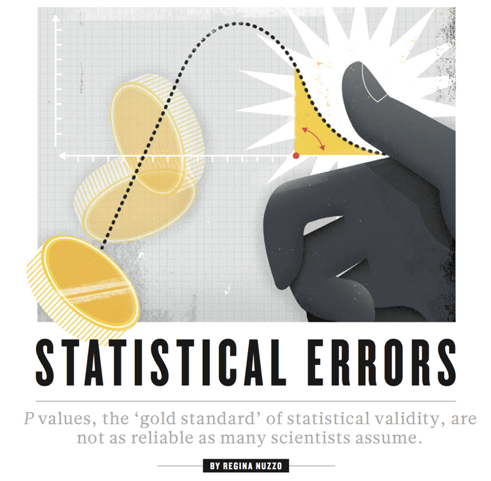 STATISTICAL ERRORS
P values, the ‘gold standard’ of statistical validity, are
not as reliable as many scientists assume.
BY REGINA NUZZO